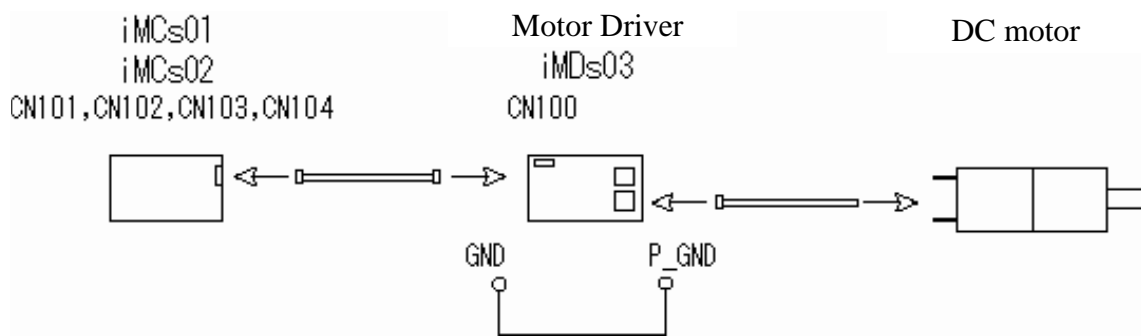 iMCs01
iMCs02
CN101,CN102,CN103,CN104
Motor Driver
iMDs03
CN100
DC motor
GND
P_GND